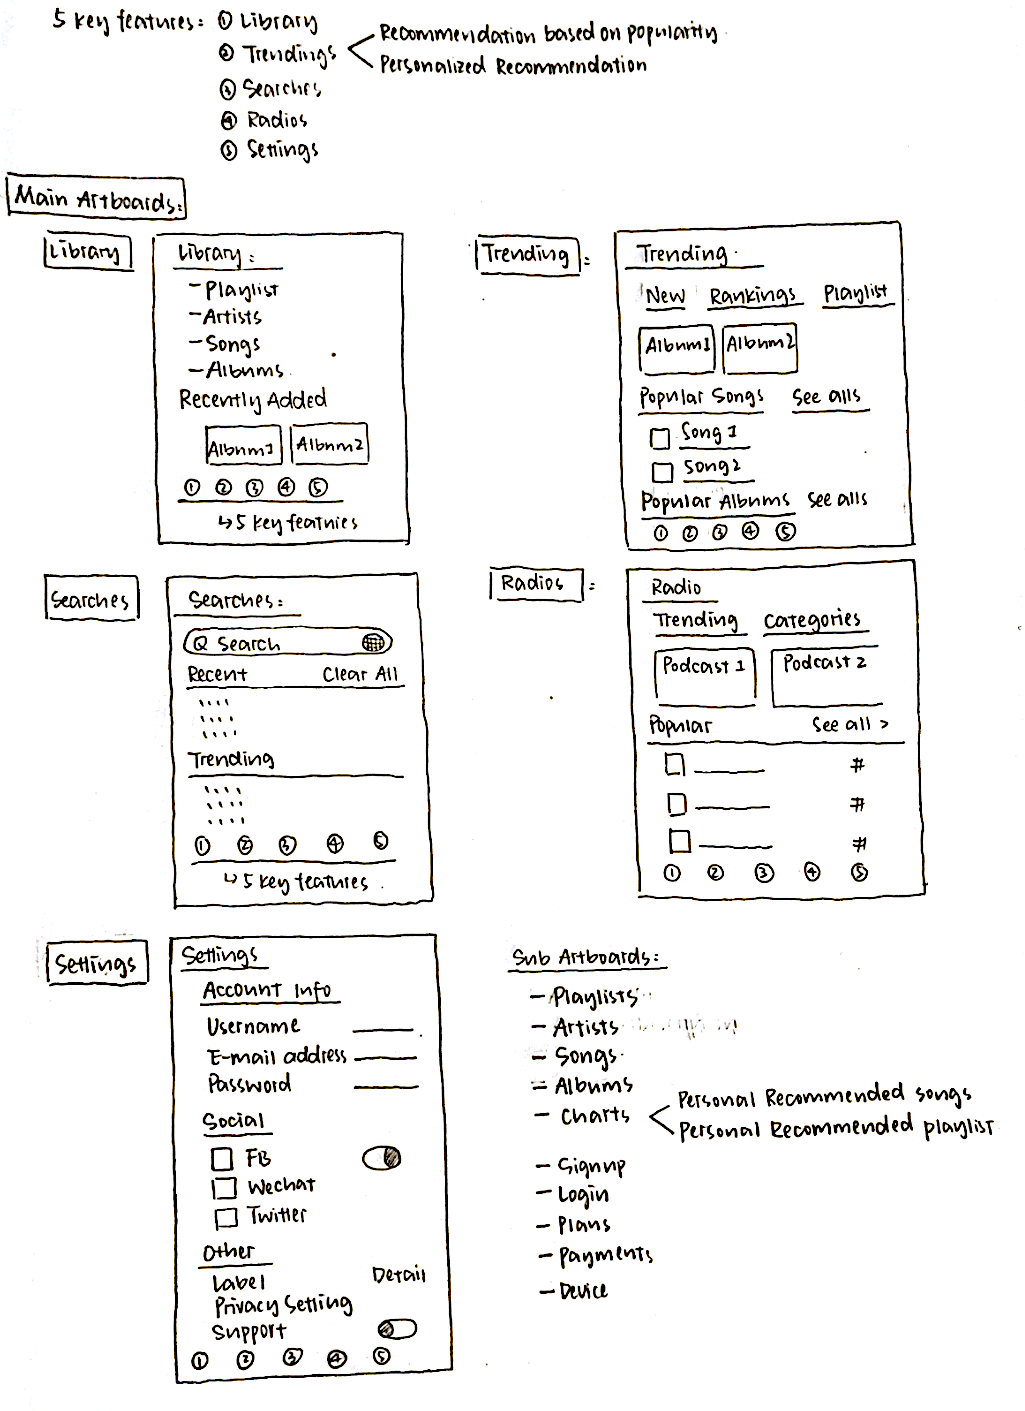 5 key features: ① Library
② Trendings
Recommendation based on popularity
Personalized Recommendation
③ Searches
④ Radios
⑤ Settings
Main Artboards:
Library
Library:
- Playlist
- Artists
- Songs
- Albums
Recently Added
Album1 Album2
① ② ③ ④ ⑤
↳ 5 key features
Trending:
Trending
New Rankings Playlist
Album1 Album2
Popular Songs See alls
Song 1
Song 2
Popular Albums See alls
① ② ③ ④ ⑤
Searches
Searches:
Search
Recent Clear All
Trending
① ② ③ ④ ⑤
↳ 5 key features
Radios:
Radio
Trending Categories
Podcast 1 Podcast 2
Popular See all >
#
#
#
① ② ③ ④ ⑤
Settings
Settings
Account Info
Username
E-mail address
Password
Social
FB
Wechat
Twitter
Other
Label Detail
Privacy Setting
Support
① ② ③ ④ ⑤
Sub Artboards:
- Playlists
- Artists
- Songs
- Albums
- Charts
Personal Recommended songs
Personal Recommended playlist
- Signup
- Login
- Plans
- Payments
- Device